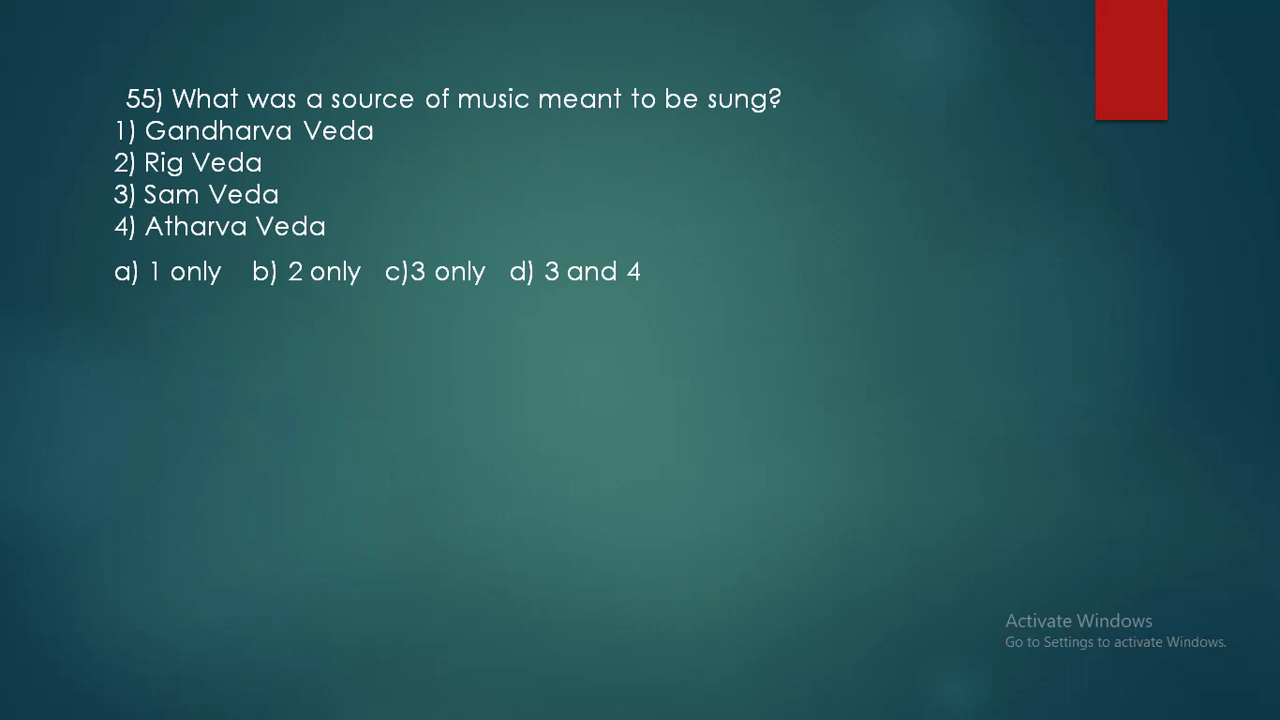 55) What was a source of music meant to be sung?
1) Gandharva Veda
2) Rig Veda
3) Sam Veda
4) Atharva Veda
a) 1 only b) 2 only c)3 only d) 3 and 4
Activate Windows
Go to Settings to activate Windows.